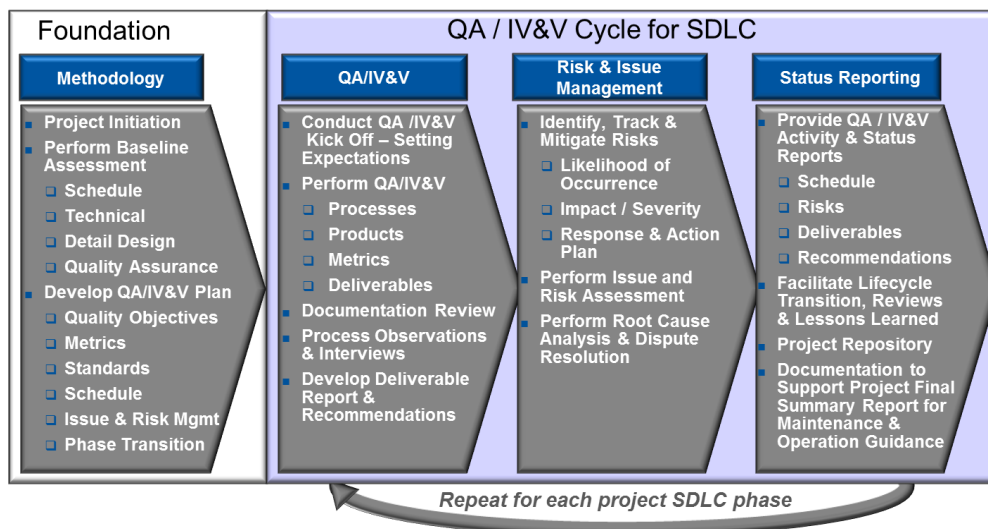 Foundation
QA / IV&V Cycle for SDLC
Methodology
Project Initiation
Perform Baseline
Assessment
Schedule
Technical
Detail Design
Quality Assurance
Develop QA/IV&V Plan
Quality Objectives
Metrics
Standards
Schedule
Issue & Risk Mgmt
Phase Transition
QA/IV&V
Conduct QA /IV&V
Kick Off – Setting
Expectations
Perform QA/IV&V
Processes
Products
Metrics
Deliverables
Documentation Review
Process Observations
& Interviews
Develop Deliverable
Report &
Recommendations
Risk & Issue
Management
Identify, Track &
Mitigate Risks
Likelihood of
Occurrence
Impact / Severity
Response & Action
Plan
Perform Issue and
Risk Assessment
Perform Root Cause
Analysis & Dispute
Resolution
Status Reporting
Provide QA / IV&V
Activity & Status
Reports
Schedule
Risks
Deliverables
Recommendations
Facilitate Lifecycle
Transition, Reviews
& Lessons Learned
Project Repository
Documentation to
Support Project Final
Summary Report for
Maintenance &
Operation Guidance
Repeat for each project SDLC phase